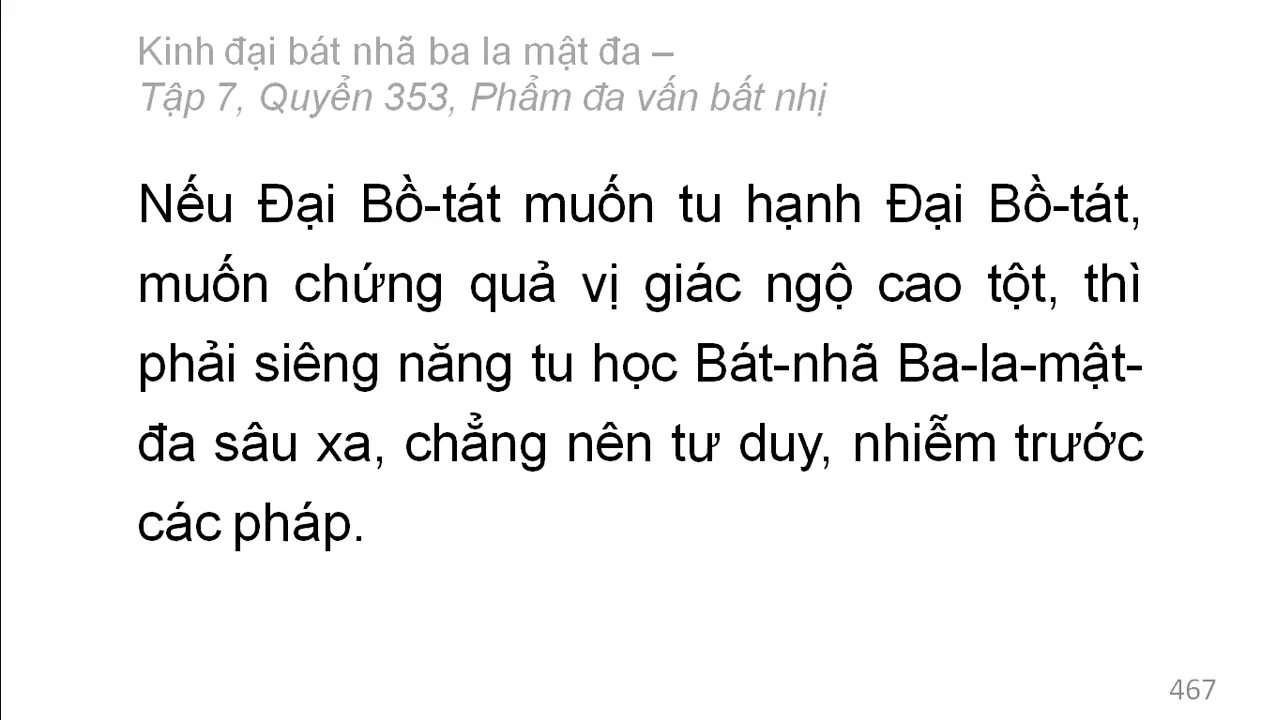 Kinh đại bát nhã ba la mật đa –
Tập 7, Quyển 353, Phẩm đa vấn bất nhị
Nếu Đại Bồ-tát muốn tu hạnh Đại Bồ-tát,
muốn chứng quả vị giác ngộ cao tột, thì
phải siêng năng tu học Bát-nhã Ba-la-mật-
đa sâu xa, chẳng nên tư duy, nhiễm trước
các pháp.
467